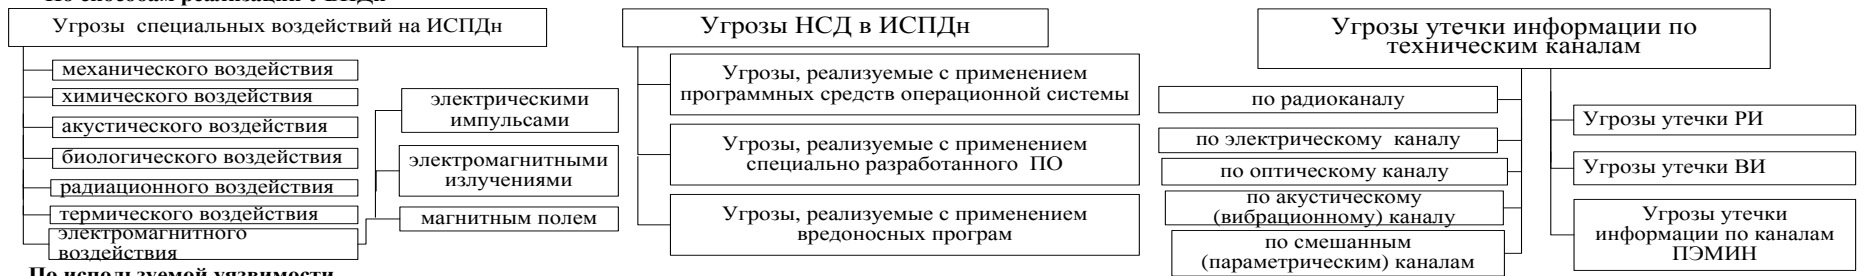 По способам реализации УБПДн
Угрозы специальных воздействий на ИСПДн
механического воздействия
химического воздействия
акустического воздействия
биологического воздействия
радиационного воздействия
термического воздействия
электромагнитного
воздействия
электрическими
импульсами
электромагнитными
излучениями
магнитным полем
Угрозы НСД в ИСПДн
Угрозы, реализуемые с применением
программных средств операционной системы
Угрозы, реализуемые с применением
специально разработанного ПО
Угрозы, реализуемые с применением
вредоносных програм
Угрозы утечки информации по
техническим каналам
по радиоканалу
по электрическому каналу
по оптическому каналу
по акустическому
(вибрационному) каналу
по смешанным
(параметрическим) каналам
Угрозы утечки РИ
Угрозы утечки ВИ
Угрозы утечки
информации по каналам
ПЭМИН
По используемой уязвимости